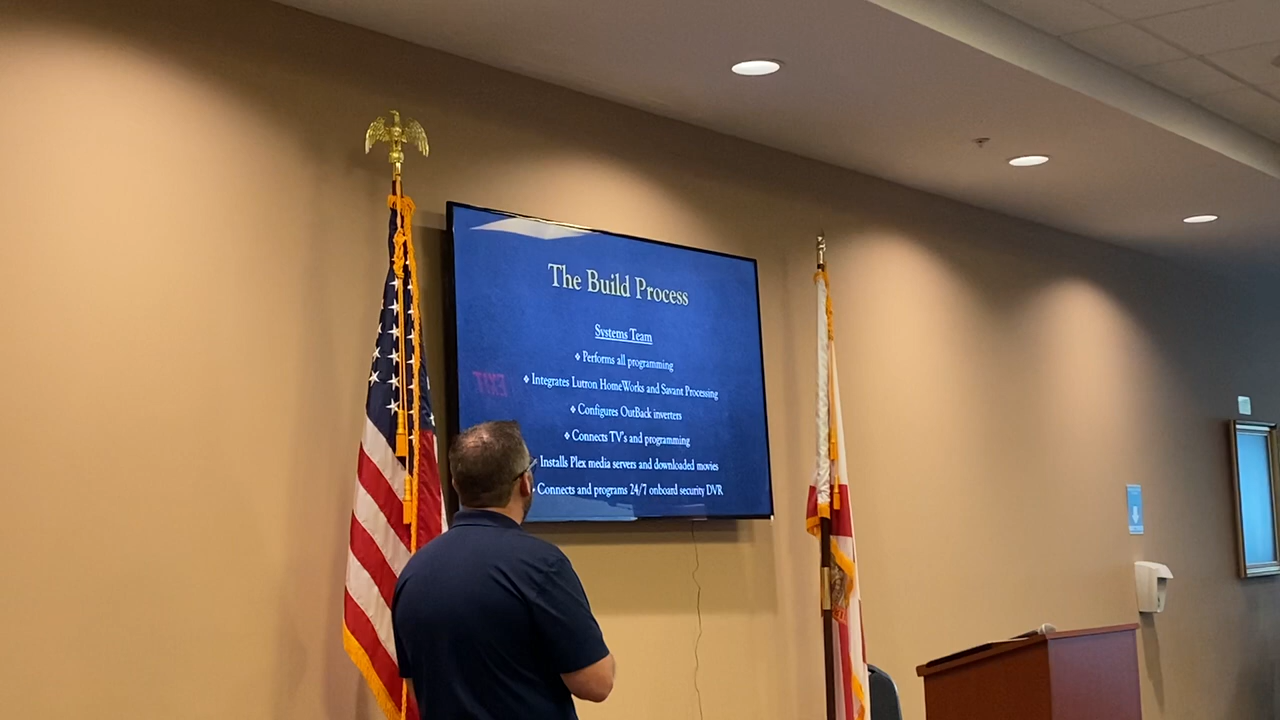 The Build Process
Systems Team
❖ Performs all programming
❖ Integrates Lutron HomeWorks and Savant Processing
❖ Configures OutBack inverters
❖ Connects TV's and programming
Installs Plex media servers and downloaded movies
Connects and programs 24/7 onboard security DVR
EXIT